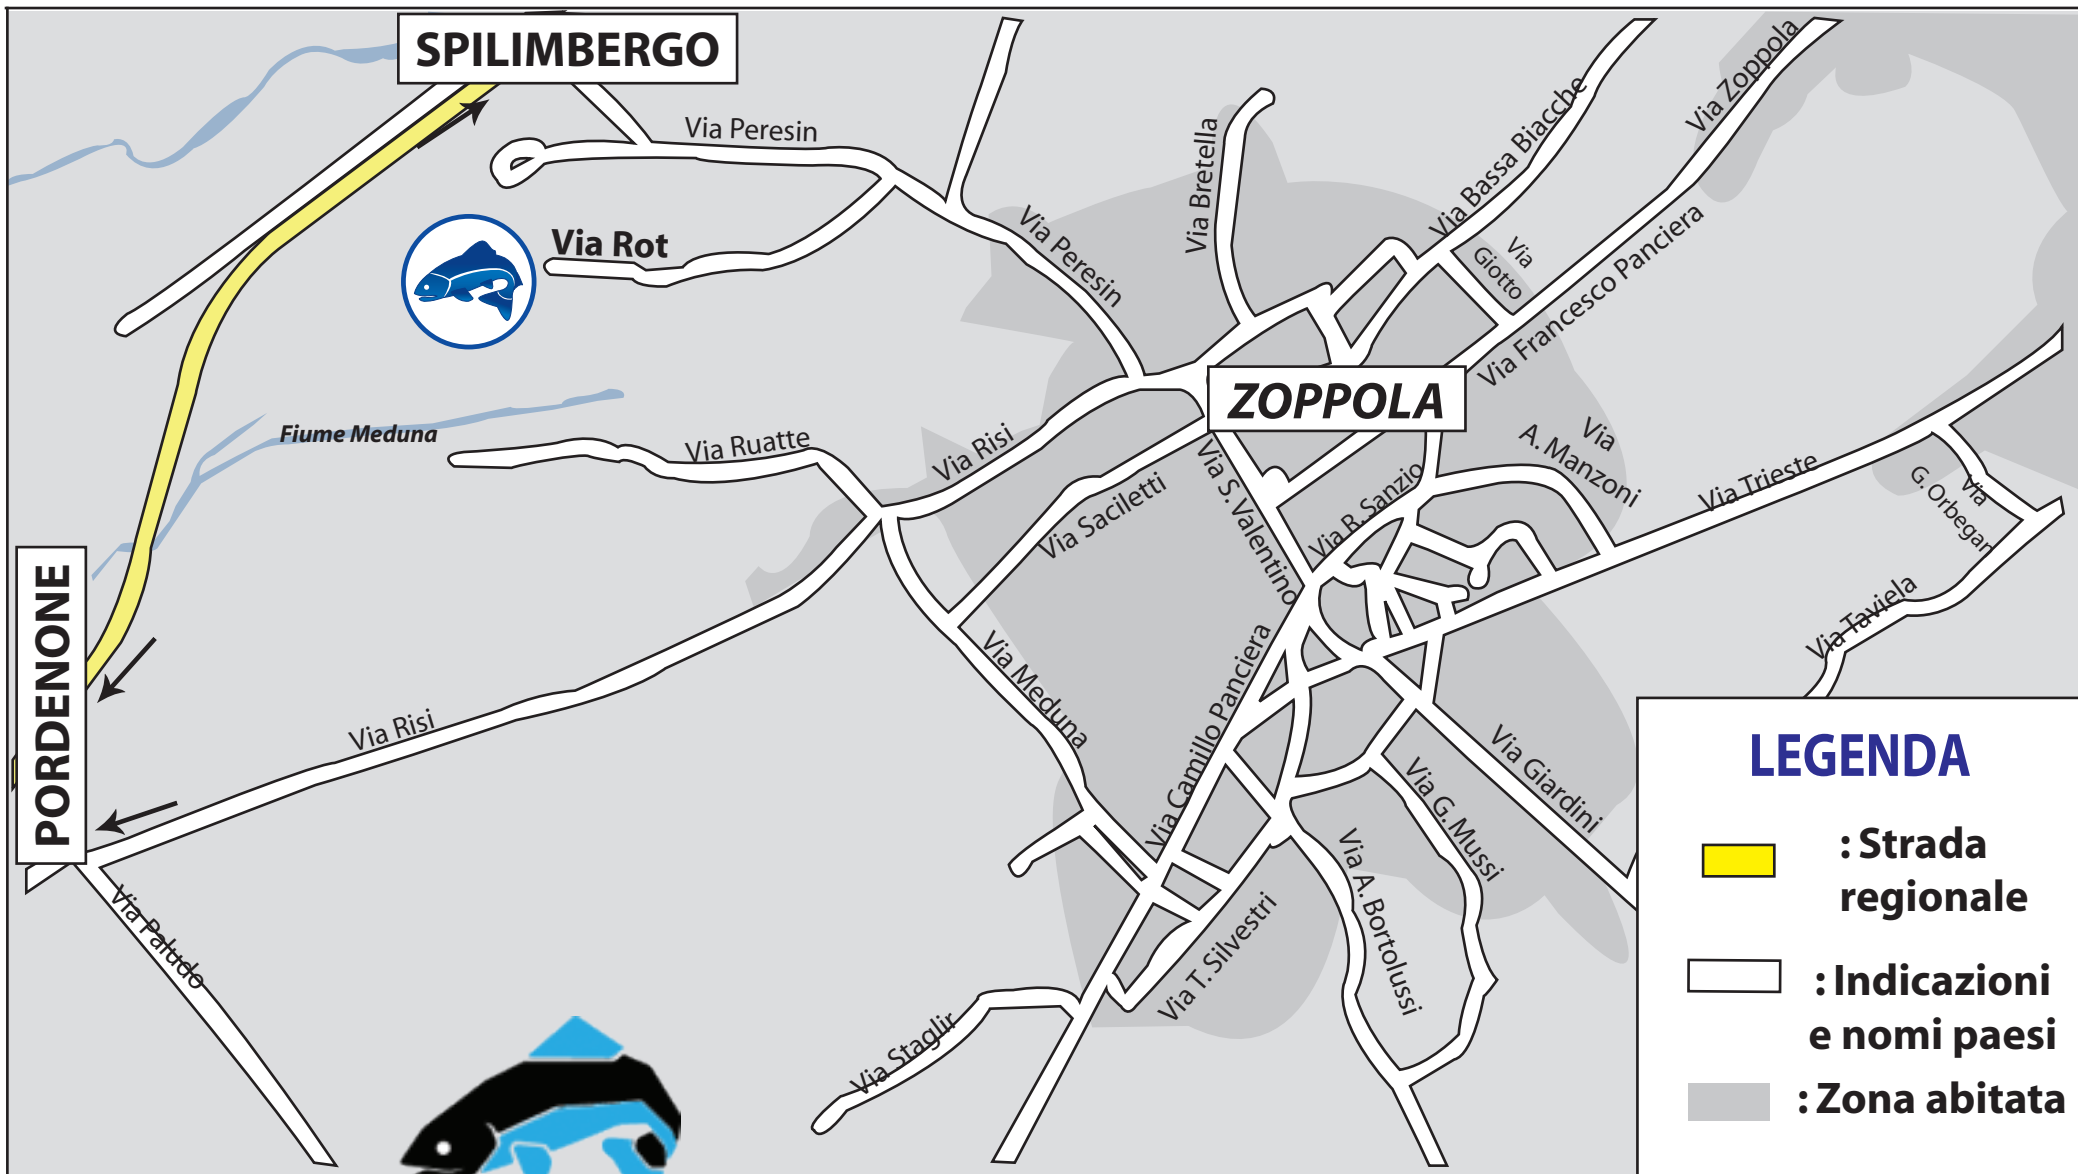 SPILIMBERGO
Via Peresin
Via Rot
Via Peresin
Via Bretella
Via Bassa Biacche
Via Zoppola
Via
Giotto
Via Francesco Panciera
ZOPPOLA
Fiume Meduna
Via Ruatte
Via Risi
Via Saciletti
Via S. Valentino
Via R. Sanzio
Via
A. Manzoni
Via Trieste
Via
G. Orbegan
Via Taviela
PORDENONE
Via Risi
Via Meduna
Via Camillo Panciera
Via Giardini
Via G. Mussi
Via A. Bortolussi
Via T. Silvestri
Via Staglir
Via Paludo
LEGENDA
: Strada
regionale
: Indicazioni
e nomi paesi
: Zona abitata